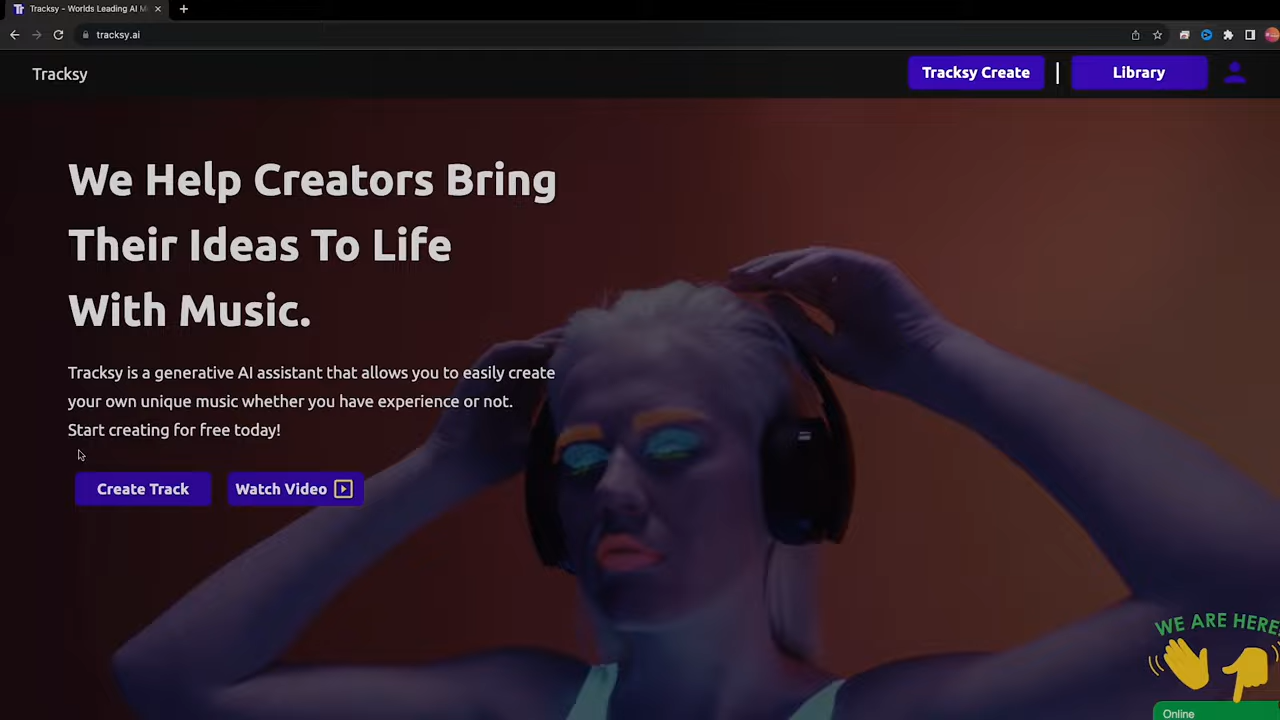 Tracksy - Worlds Leading AI M
tracksy.ai
Tracksy
Tracksy Create
Library
We Help Creators Bring
Their Ideas To Life
With Music.
Tracksy is a generative AI assistant that allows you to easily create
your own unique music whether you have experience or not.
Start creating for free today!
Create Track
Watch Video
WE ARE HERE
Online